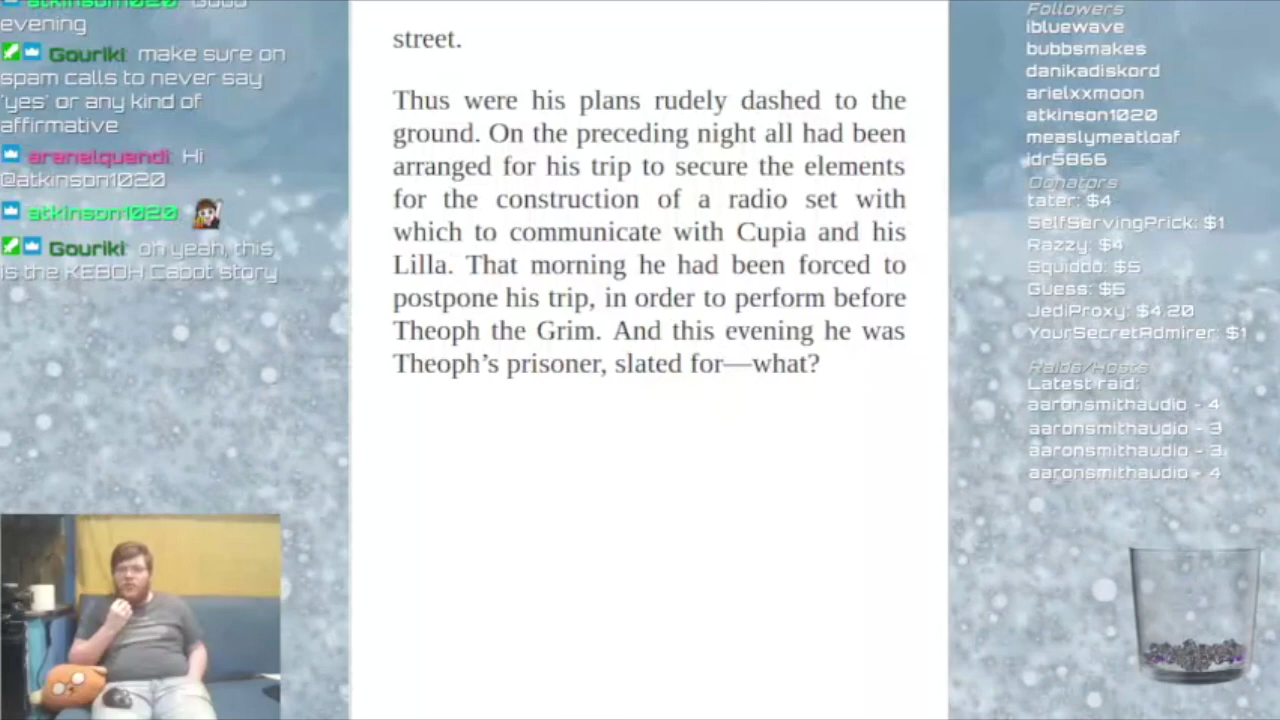 evening
Gouriki: make sure on
spam calls to never say
'yes' or any kind of
affirmative
aranelquendi: Hi
@atkinson1020
atkinson1020
Gouriki: oh yeah, this
is the KEBOH Cabot story
street.
Thus were his plans rudely dashed to the
ground. On the preceding night all had been
arranged for his trip to secure the elements
for the construction of a radio set with
which to communicate with Cupia and his
Lilla. That morning he had been forced to
postpone his trip, in order to perform before
Theoph the Grim. And this evening he was
Theoph’s prisoner, slated for—what?
Followers
ibluewave
bubbsmakes
danikadiskord
arielxxmoon
atkinson1020
measlymeatloaf
jdr5866
Donators
tater: $4
SelfServingPrick: $1
Razzy: $4
Squiddo: $5
Guess: $5
JediProxy: $4.20
YourSecretAdmirer: $1
Raids/Hosts
Latest raid:
aaronsmithaudio - 4
aaronsmithaudio - 3
aaronsmithaudio - 3
aaronsmithaudio - 4